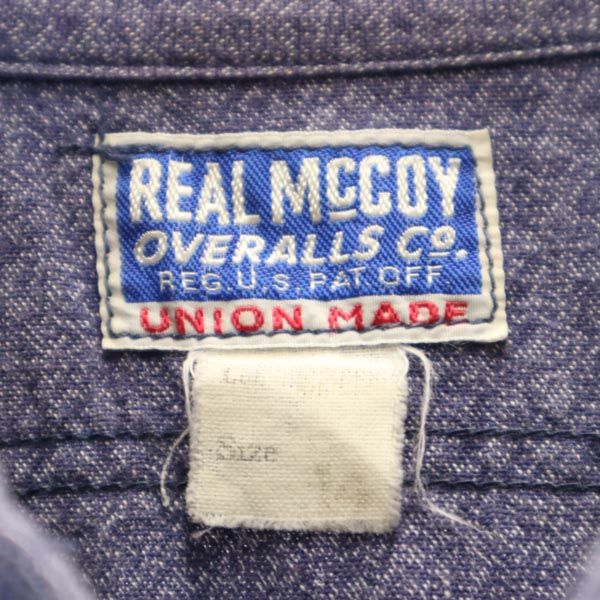 REAL McCOY
OVERALLS Co.
REG. U.S. PAT. OFF
UNION MADE
Size